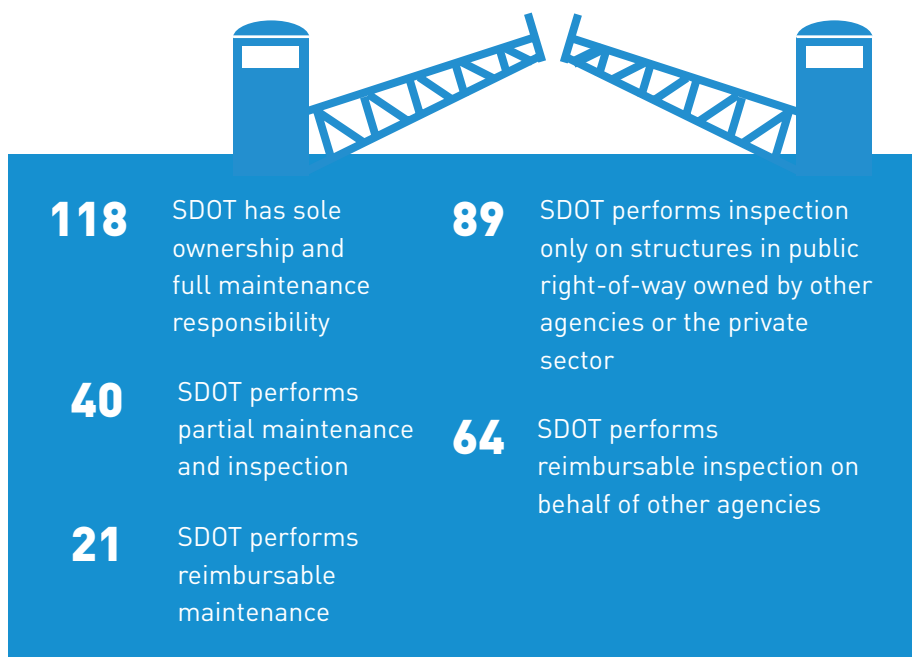 118
SDOT has sole
ownership and
full maintenance
responsibility
40
SDOT performs
partial maintenance
and inspection
21
SDOT performs
reimbursable
maintenance
89
SDOT performs inspection
only on structures in public
right-of-way owned by other
agencies or the private
sector
64
SDOT performs
reimbursable inspection on
behalf of other agencies